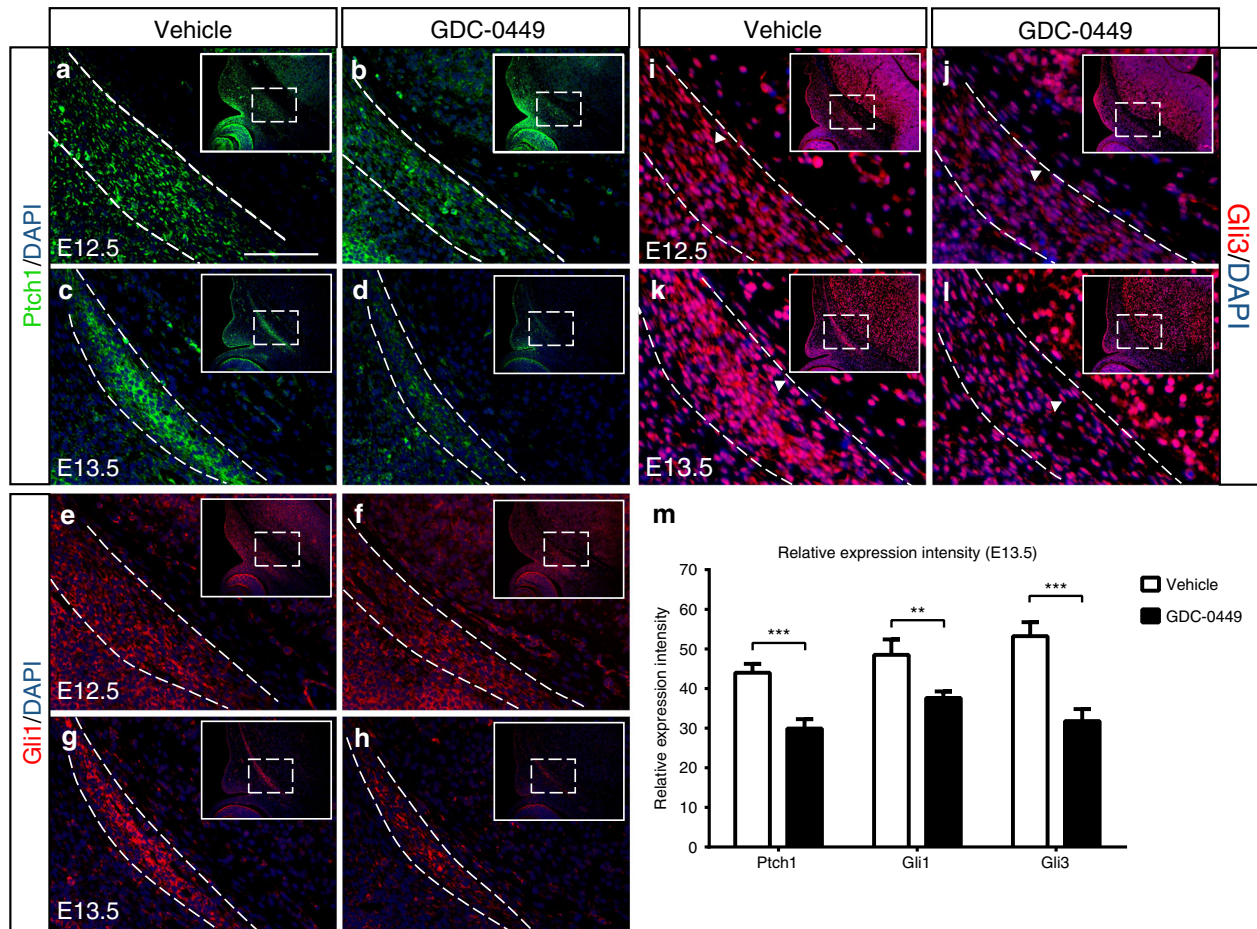 Vehicle
GDC-0449
Vehicle
GDC-0449
Ptch1/DAPI
a
b
E12.5
c
d
E13.5
i
j
E12.5
k
l
E13.5
Gli3/DAPI
Gli1/DAPI
e
f
E12.5
g
h
E13.5
m
Relative expression intensity (E13.5)
Relative expression intensity
70
60
50
40
30
20
10
0
***
**
***
Ptch1
Gli1
Gli3
Vehicle
GDC-0449